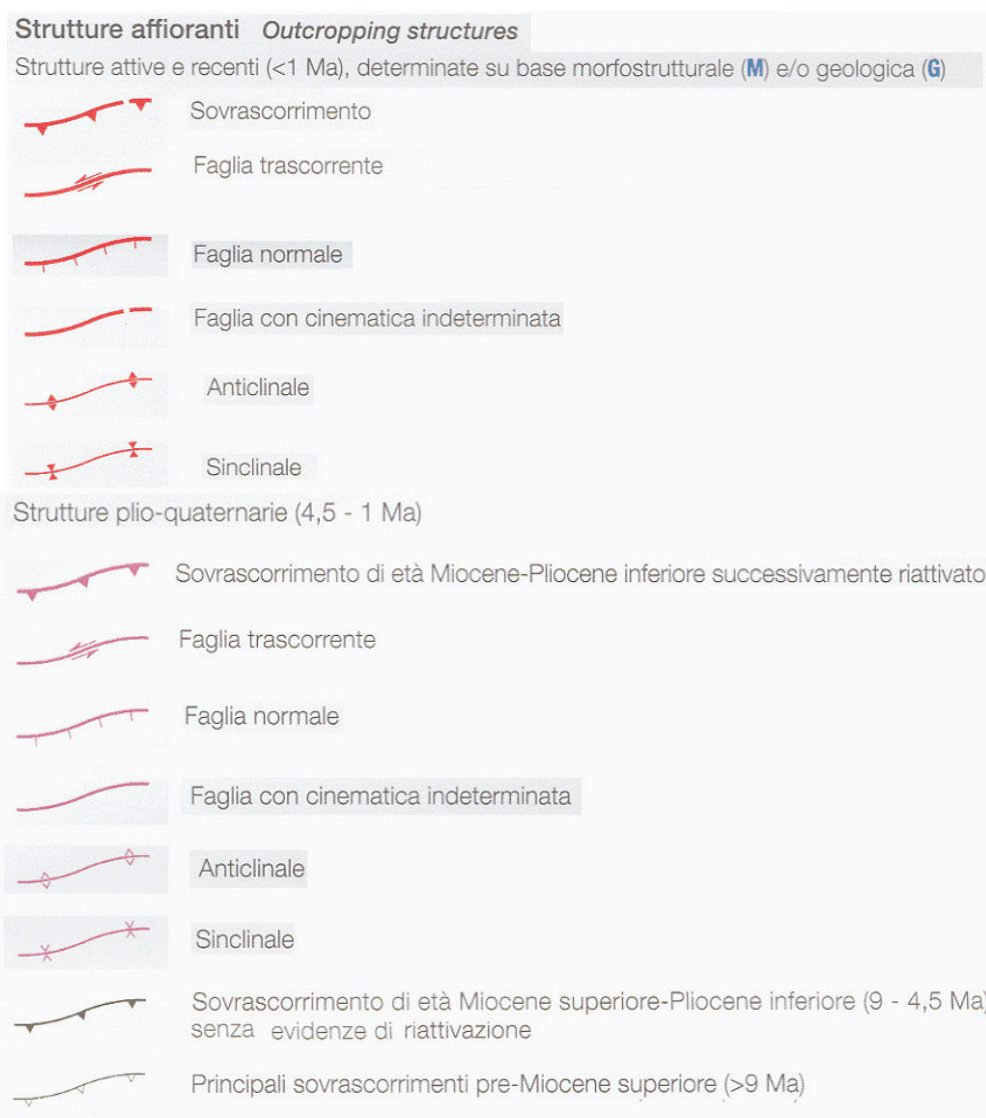 Strutture affioranti Outcropping structures
Strutture attive e recenti (<1 Ma), determinate su base morfostrutturale (M) e/o geologica (G)
Sovrascorrimento
Faglia trascorrente
Faglia normale
Faglia con cinematica indeterminata
Anticlinale
Sinclinale
Strutture plio-quaternarie (4,5 - 1 Ma)
Sovrascorrimento di età Miocene-Pliocene inferiore successivamente riattivato
Faglia trascorrente
Faglia normale
Faglia con cinematica indeterminata
Anticlinale
Sinclinale
Sovrascorrimento di età Miocene superiore-Pliocene inferiore (9 - 4,5 Ma)
senza evidenze di riattivazione
Principali sovrascorrimenti pre-Miocene superiore (>9 Ma)